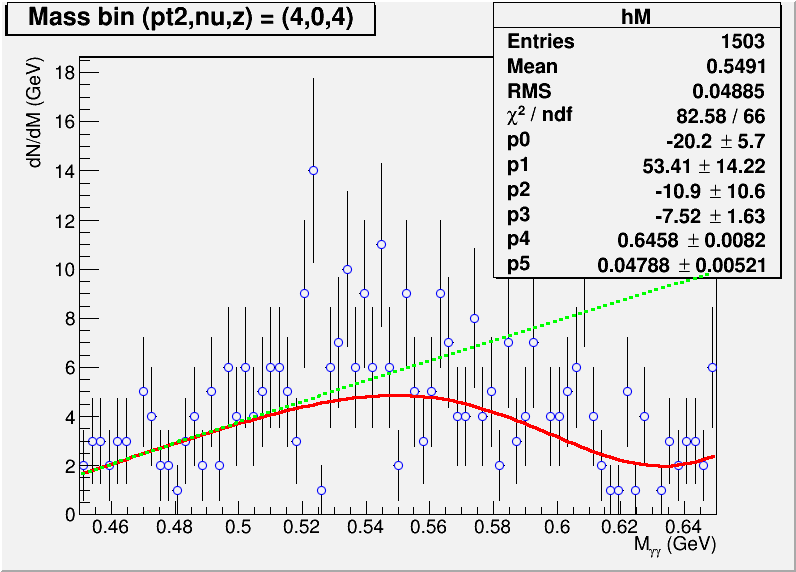 Mass bin (pt2,nu,z) = (4,0,4)
hM
Entries 1503
Mean 0.5491
RMS 0.04885
χ² / ndf 82.58 / 66
p0 -20.2 ± 5.7
p1 53.41 ± 14.22
p2 -10.9 ± 10.6
p3 -7.52 ± 1.63
p4 0.6458 ± 0.0082
p5 0.04788 ± 0.00521
dN/dM (GeV)
18
16
14
12
10
8
6
4
2
0
0.46 0.48 0.5 0.52 0.54 0.56 0.58 0.6 0.62 0.64
Mγγ (GeV)